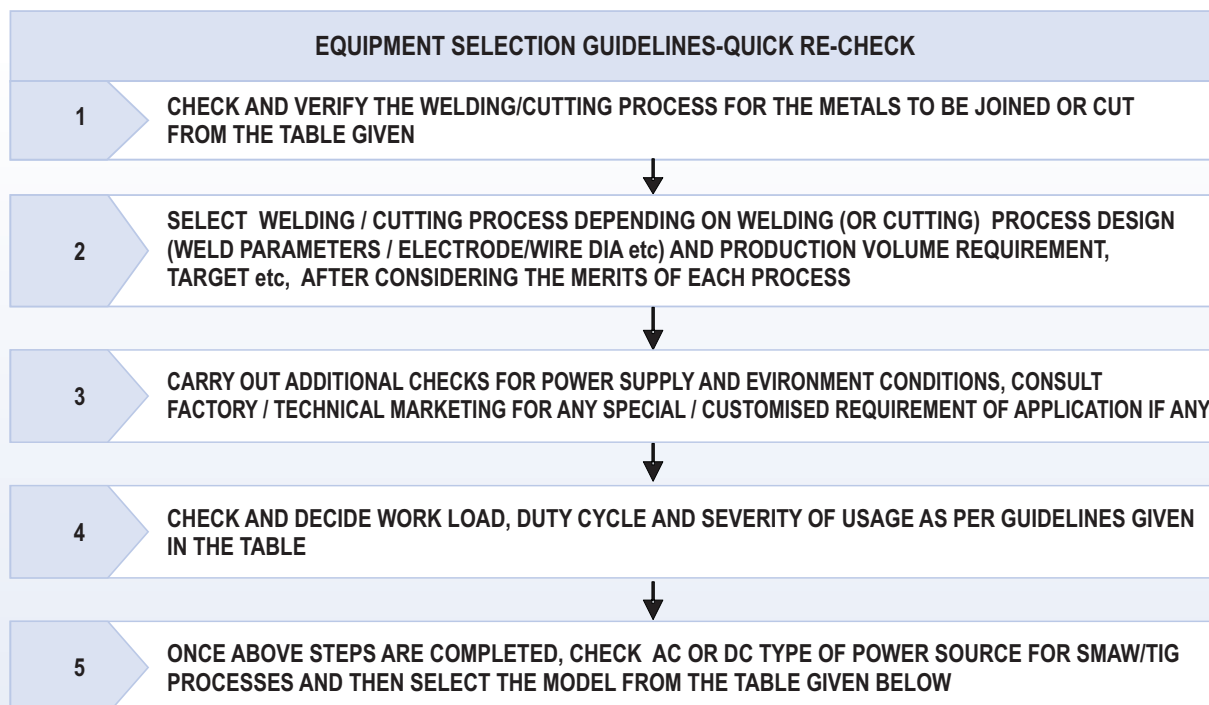 EQUIPMENT SELECTION GUIDELINES-QUICK RE-CHECK
1
CHECK AND VERIFY THE WELDING/CUTTING PROCESS FOR THE METALS TO BE JOINED OR CUT
FROM THE TABLE GIVEN
2
SELECT WELDING / CUTTING PROCESS DEPENDING ON WELDING (OR CUTTING) PROCESS DESIGN
(WELD PARAMETERS / ELECTRODE/WIRE DIA etc) AND PRODUCTION VOLUME REQUIREMENT,
TARGET etc, AFTER CONSIDERING THE MERITS OF EACH PROCESS
3
CARRY OUT ADDITIONAL CHECKS FOR POWER SUPPLY AND EVIRONMENT CONDITIONS, CONSULT
FACTORY / TECHNICAL MARKETING FOR ANY SPECIAL / CUSTOMISED REQUIREMENT OF APPLICATION IF ANY
4
CHECK AND DECIDE WORK LOAD, DUTY CYCLE AND SEVERITY OF USAGE AS PER GUIDELINES GIVEN
IN THE TABLE
5
ONCE ABOVE STEPS ARE COMPLETED, CHECK AC OR DC TYPE OF POWER SOURCE FOR SMAW/TIG
PROCESSES AND THEN SELECT THE MODEL FROM THE TABLE GIVEN BELOW